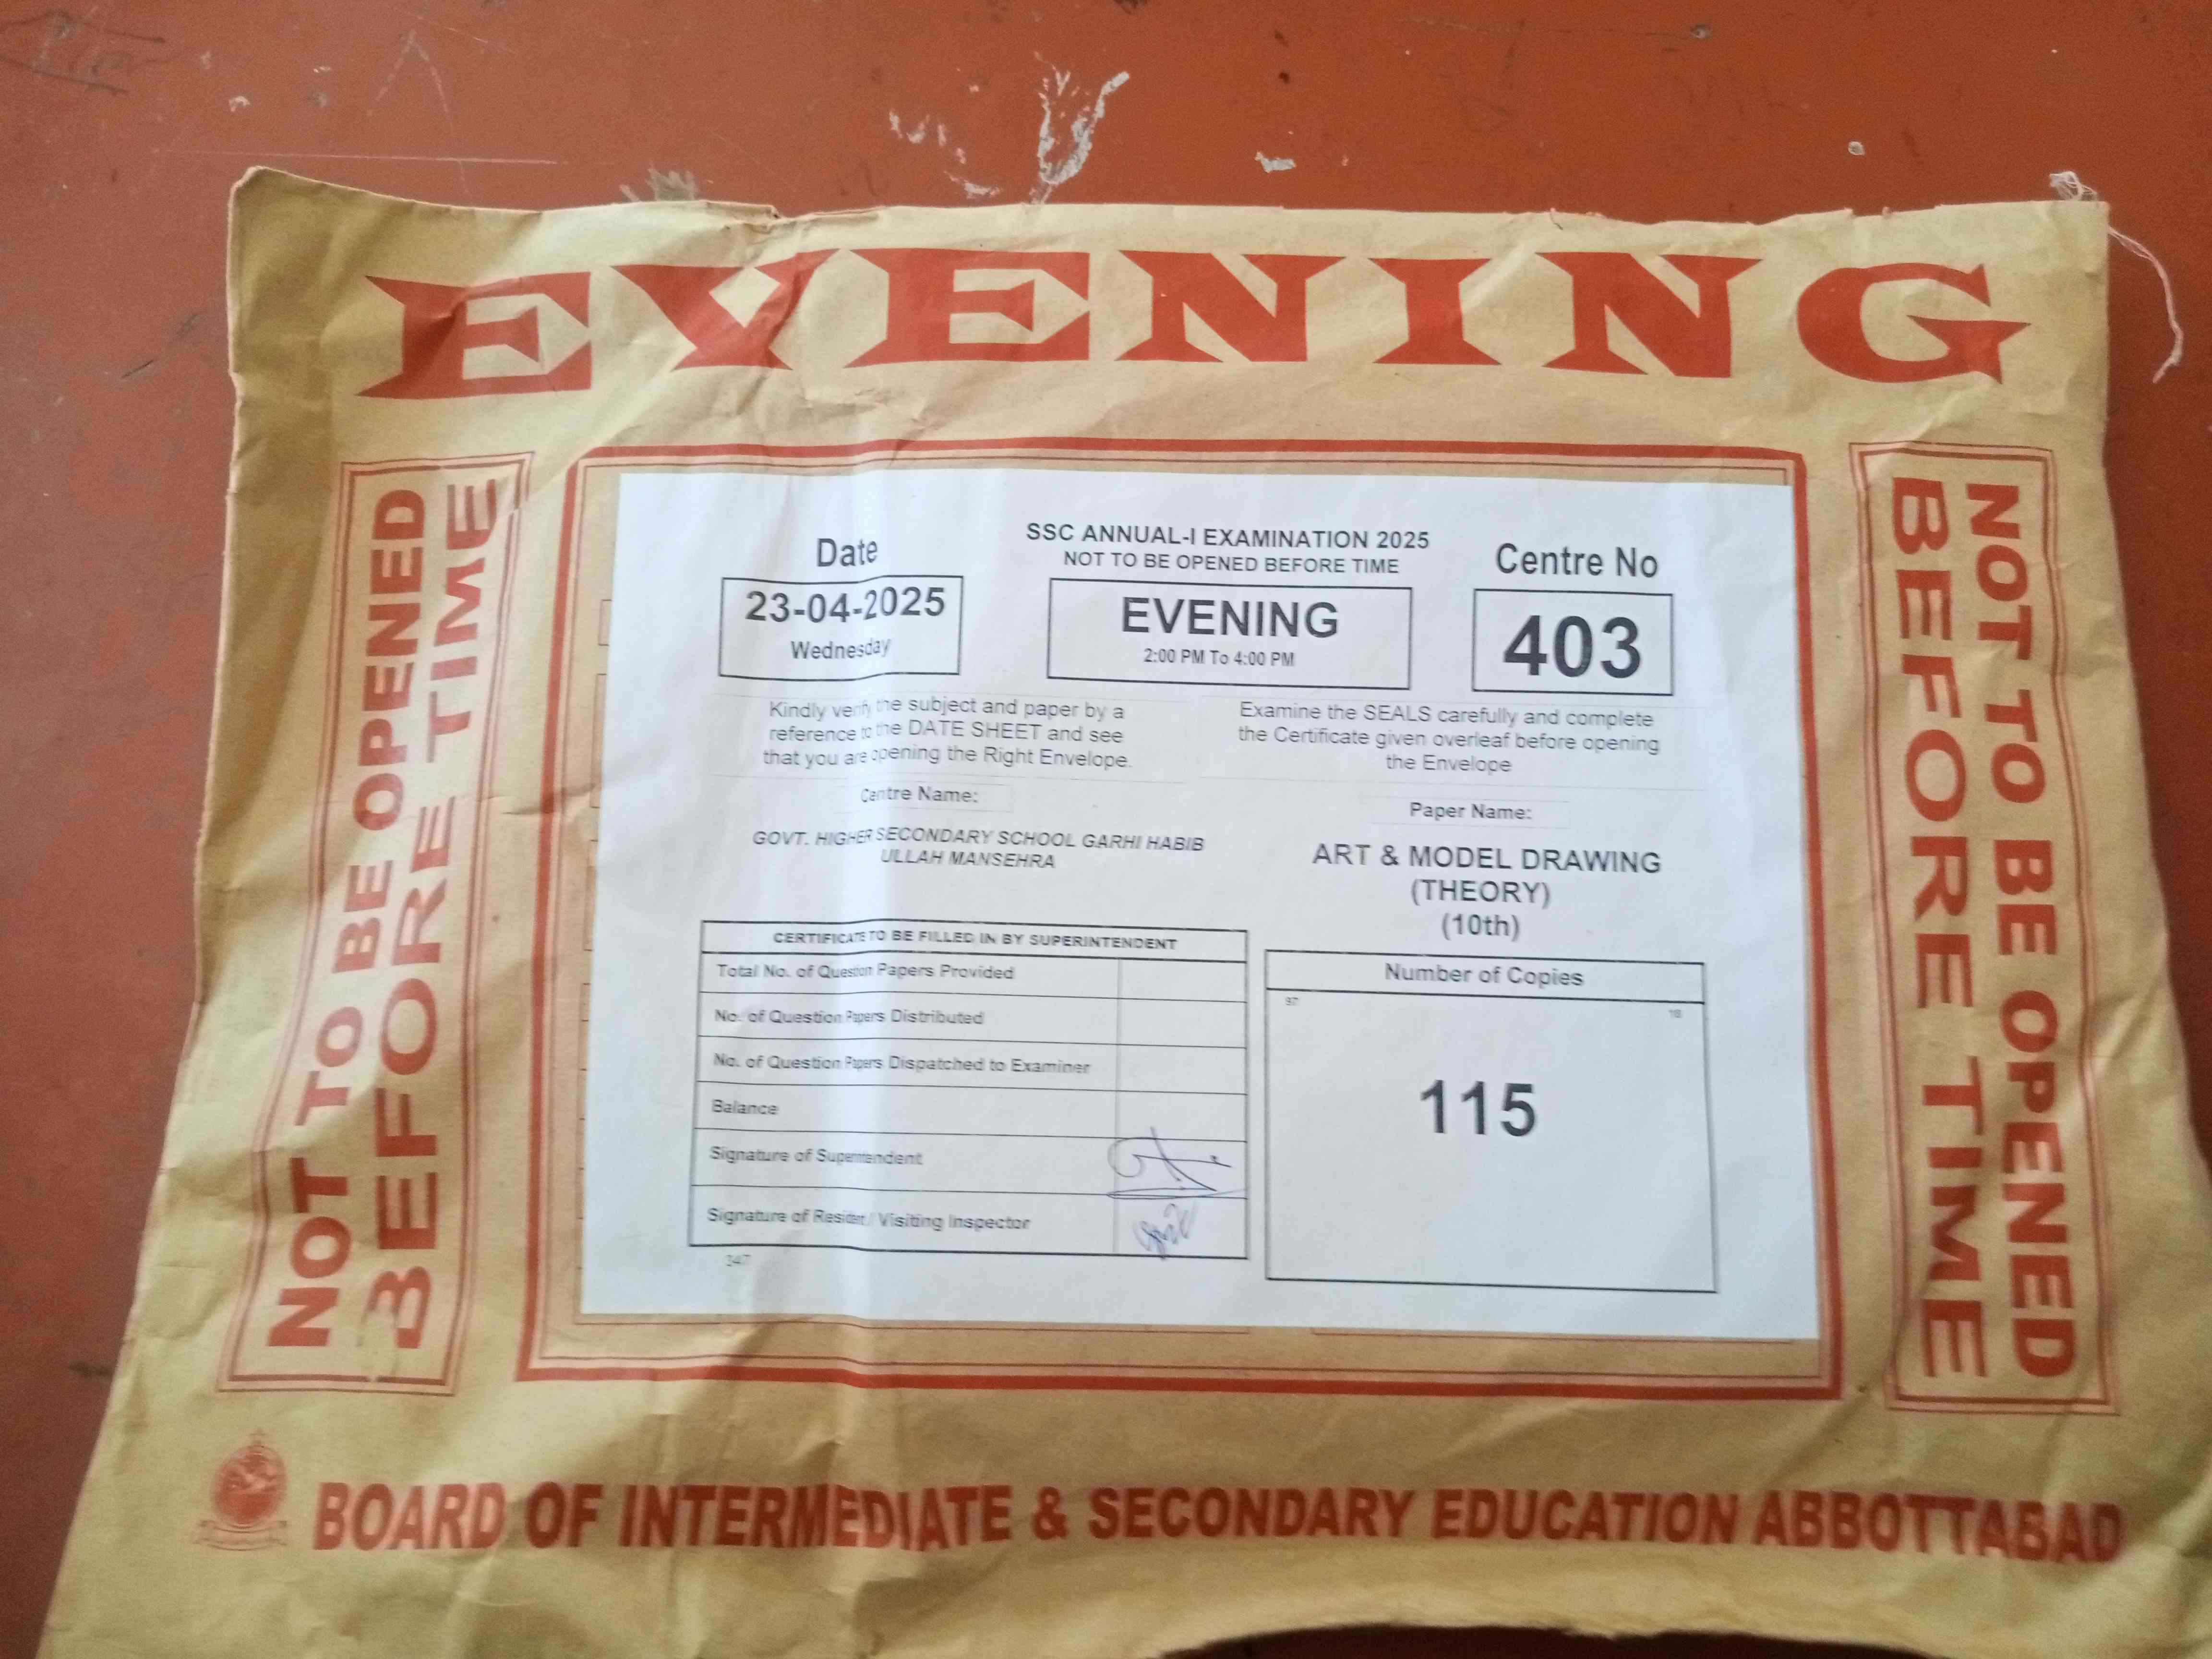 EVENING
NOT TO BE OPENED
BEFORE TIME
SSC ANNUAL-I EXAMINATION 2025
NOT TO BE OPENED BEFORE TIME
Date
23-04-2025
Wednesday
EVENING
2:00 PM To 4:00 PM
Centre No
403
Kindly verify the subject and paper by a
reference to the DATE SHEET and see
that you are opening the Right Envelope.
Examine the SEALS carefully and complete
the Certificate given overleaf before opening
the Envelope
Centre Name:
GOVT. HIGHER SECONDARY SCHOOL GARHI HABIB
ULLAH MANSEHRA
Paper Name:
ART & MODEL DRAWING
(THEORY)
(10th)
CERTIFICATE TO BE FILLED IN BY SUPERINTENDENT
Total No. of Question Papers Provided
No. of Question Papers Distributed
No. of Question Papers Dispatched to Examiner
Balance
Signature of Superintendent
Signature of Resident / Visiting Inspector
247
Number of Copies
97
18
115
NOT TO BE OPENED
BEFORE TIME
BOARD OF INTERMEDIATE & SECONDARY EDUCATION ABBOTTABAD